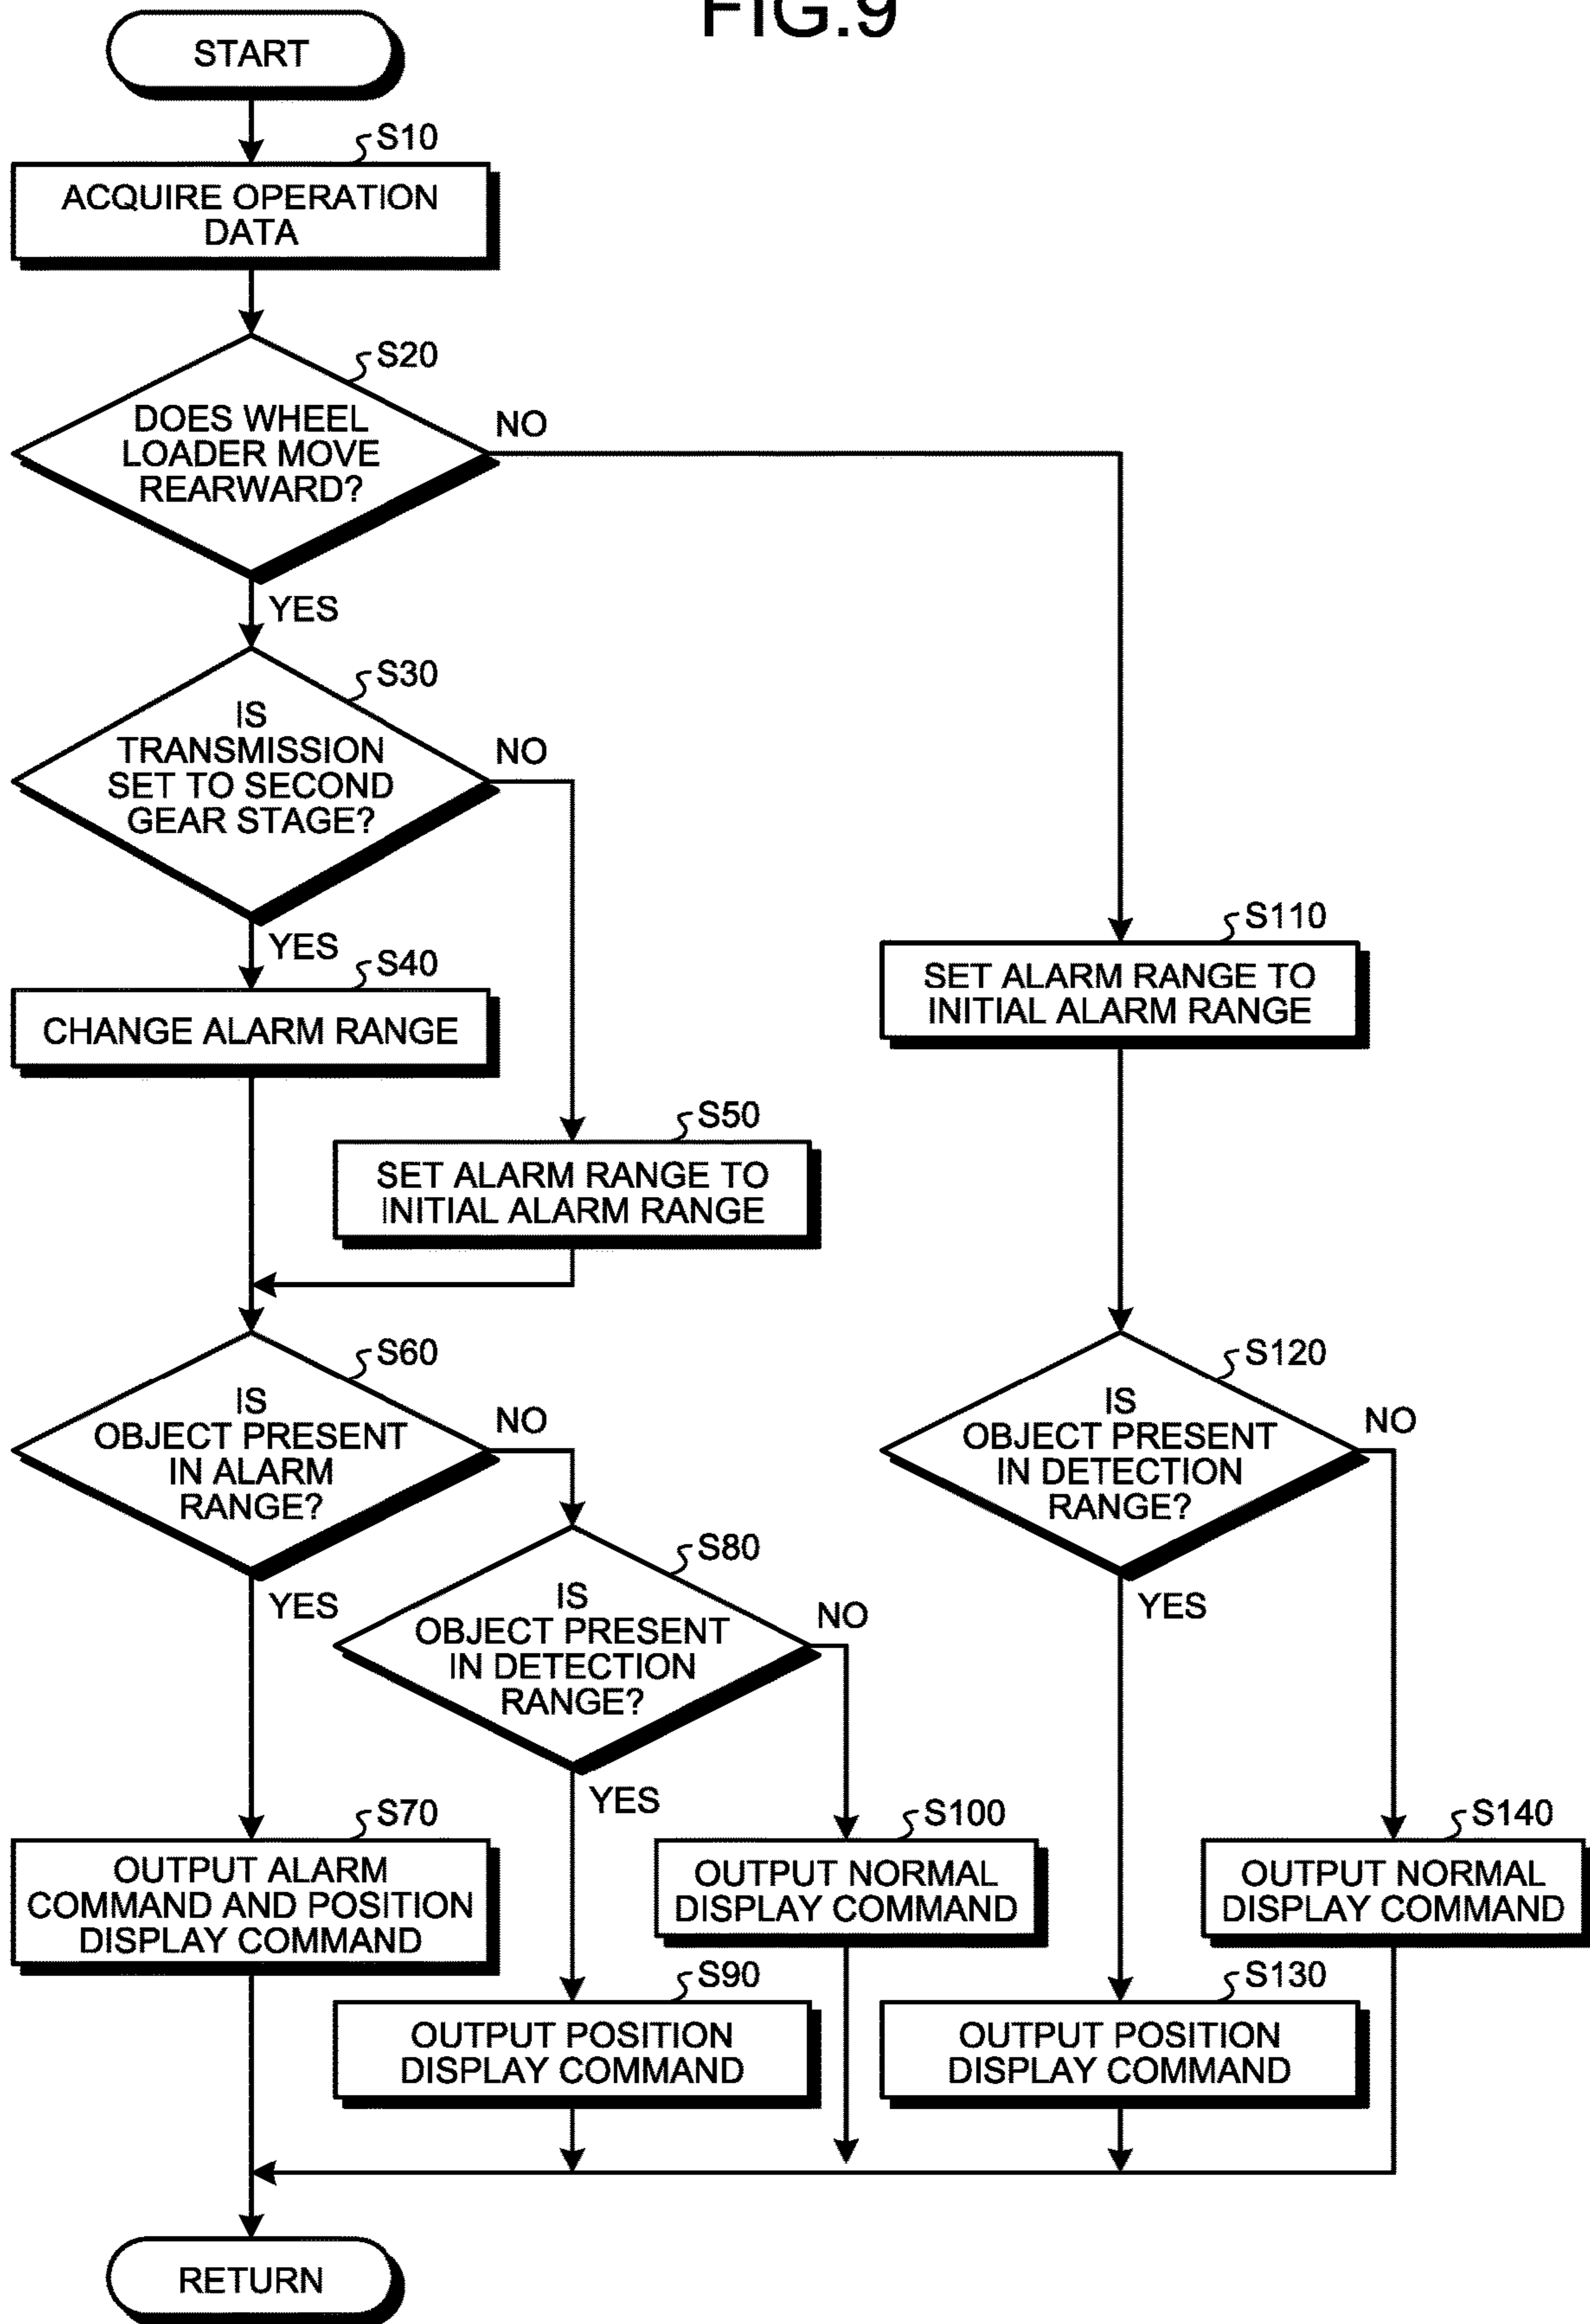 FIG.9
START
S10
ACQUIRE OPERATION
DATA
S20
DOES WHEEL
LOADER MOVE
REARWARD?
NO
YES
S30
IS
TRANSMISSION
SET TO SECOND
GEAR STAGE?
NO
YES
S40
CHANGE ALARM RANGE
S50
SET ALARM RANGE TO
INITIAL ALARM RANGE
S110
SET ALARM RANGE TO
INITIAL ALARM RANGE
S60
IS
OBJECT PRESENT
IN ALARM
RANGE?
NO
YES
S80
IS
OBJECT PRESENT
IN DETECTION
RANGE?
NO
YES
S120
IS
OBJECT PRESENT
IN DETECTION
RANGE?
NO
YES
S70
OUTPUT ALARM
COMMAND AND POSITION
DISPLAY COMMAND
S100
OUTPUT NORMAL
DISPLAY COMMAND
S140
OUTPUT NORMAL
DISPLAY COMMAND
S90
OUTPUT POSITION
DISPLAY COMMAND
S130
OUTPUT POSITION
DISPLAY COMMAND
RETURN